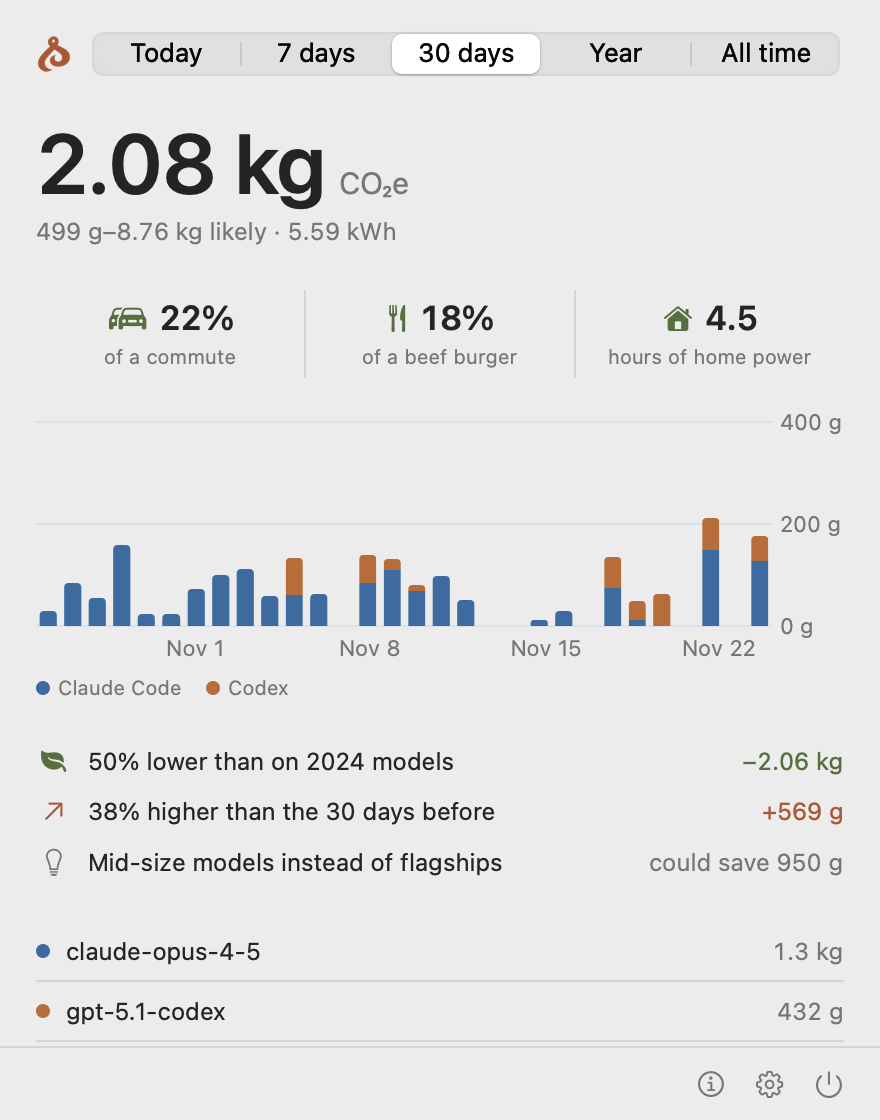 Today 7 days 30 days Year All time
2.08 kg CO₂e
499 g–8.76 kg likely · 5.59 kWh
22% 18% 4.5
of a commute of a beef burger hours of home power
400 g
200 g
0 g
Nov 1 Nov 8 Nov 15 Nov 22
Claude Code Codex
50% lower than on 2024 models −2.06 kg
38% higher than the 30 days before +569 g
Mid-size models instead of flagships could save 950 g
claude-opus-4-5 1.3 kg
gpt-5.1-codex 432 g